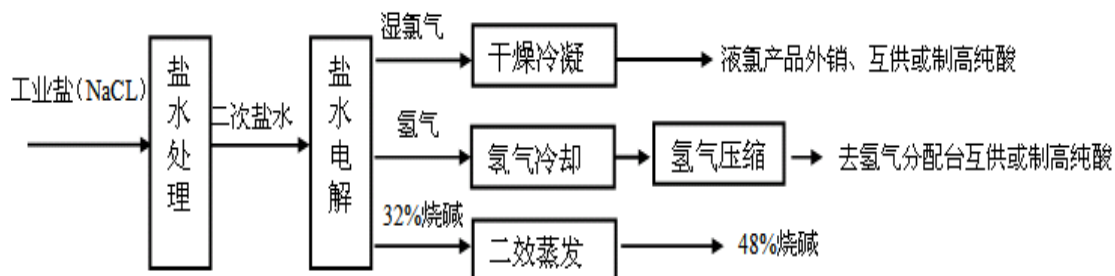 工业盐(NaCL)
盐水处理
二次盐水
盐水电解
湿氯气
干燥冷凝
液氯产品外销、互供或制高纯酸
氢气
氢气冷却
氢气压缩
去氢气分配台互供或制高纯酸
32%烧碱
二效蒸发
48%烧碱